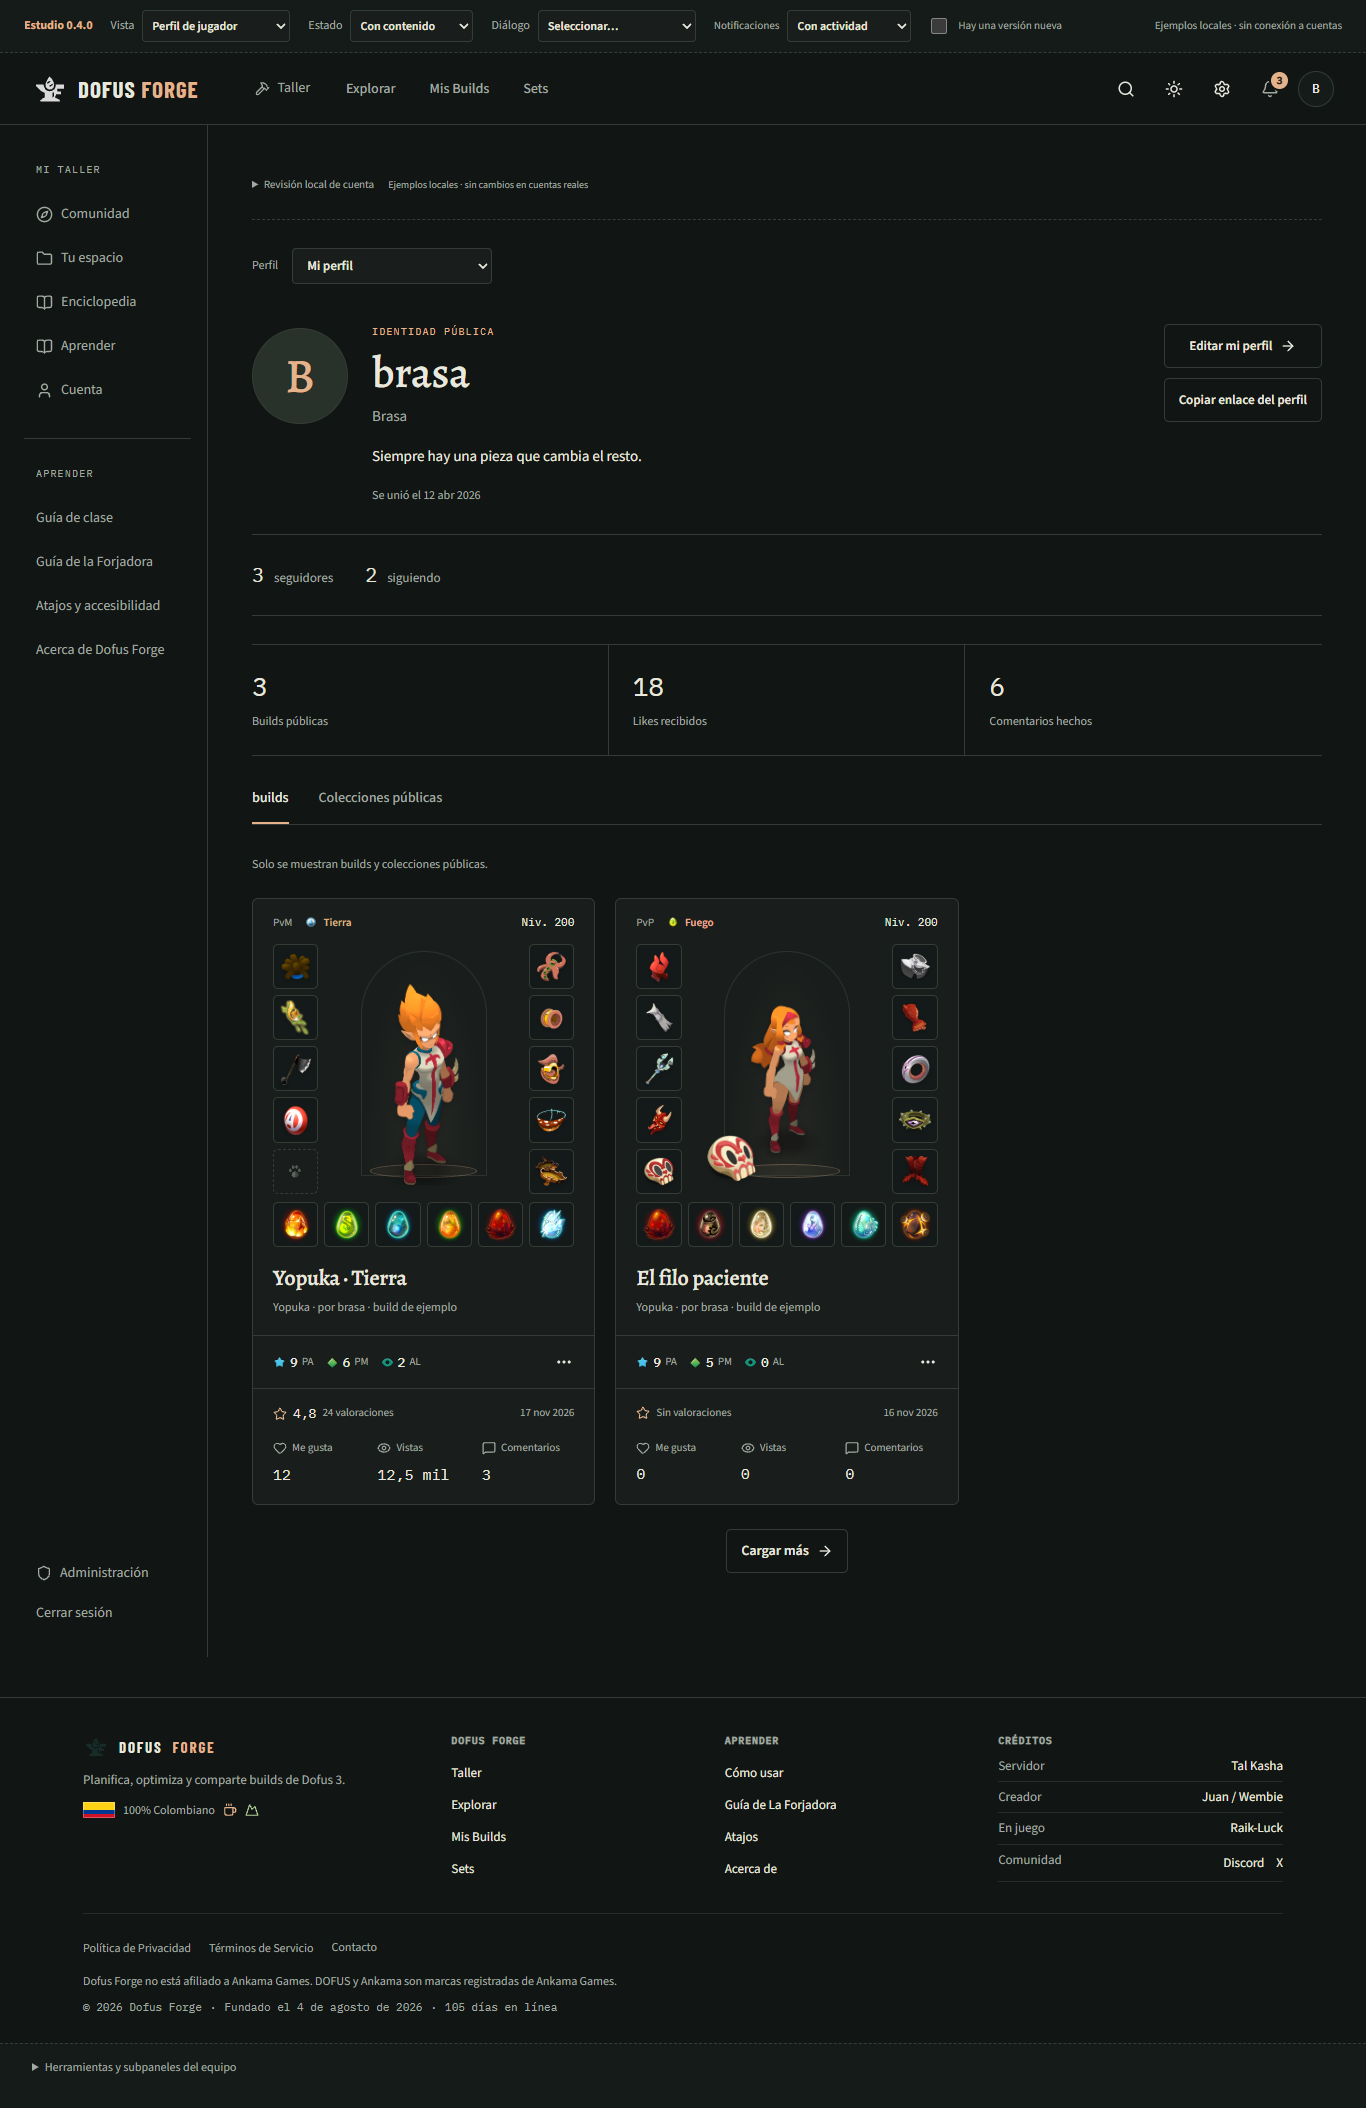 Estudio 0.4.0 Vista Perfil de jugador Estado Con contenido Diálogo Seleccionar... Notificaciones Con actividad Hay una versión nueva Ejemplos locales · sin conexión a cuentas
DOFUS FORGE Taller Explorar Mis Builds Sets 3 B
MI TALLER
Comunidad
Tu espacio
Enciclopedia
Aprender
Cuenta
APRENDER
Guía de clase
Guía de la Forjadora
Atajos y accesibilidad
Acerca de Dofus Forge
Administración
Cerrar sesión
Revisión local de cuenta Ejemplos locales · sin cambios en cuentas reales
Perfil Mi perfil
B
IDENTIDAD PÚBLICA
brasa
Brasa
Siempre hay una pieza que cambia el resto.
Se unió el 12 abr 2026
Editar mi perfil
Copiar enlace del perfil
3 seguidores 2 siguiendo
3
Builds públicas
18
Likes recibidos
6
Comentarios hechos
builds Colecciones públicas
Solo se muestran builds y colecciones públicas.
PvM Tierra Niv. 200
Yopuka · Tierra
Yopuka · por brasa · build de ejemplo
9 PA 6 PM 2 AL
4,8 24 valoraciones 17 nov 2026
Me gusta Vistas Comentarios
12 12,5 mil 3
PvP Fuego Niv. 200
El filo paciente
Yopuka · por brasa · build de ejemplo
9 PA 5 PM 0 AL
Sin valoraciones 16 nov 2026
Me gusta Vistas Comentarios
0 0 0
Cargar más
DOFUS FORGE
Planifica, optimiza y comparte builds de Dofus 3.
100% Colombiano
DOFUS FORGE
Taller
Explorar
Mis Builds
Sets
APRENDER
Cómo usar
Guía de La Forjadora
Atajos
Acerca de
CRÉDITOS
Servidor Tal Kasha
Creador Juan / Wembie
En juego Raik-Luck
Comunidad Discord X
Política de Privacidad Términos de Servicio Contacto
Dofus Forge no está afiliado a Ankama Games. DOFUS y Ankama son marcas registradas de Ankama Games.
© 2026 Dofus Forge · Fundado el 4 de agosto de 2026 · 105 días en línea
Herramientas y subpaneles del equipo